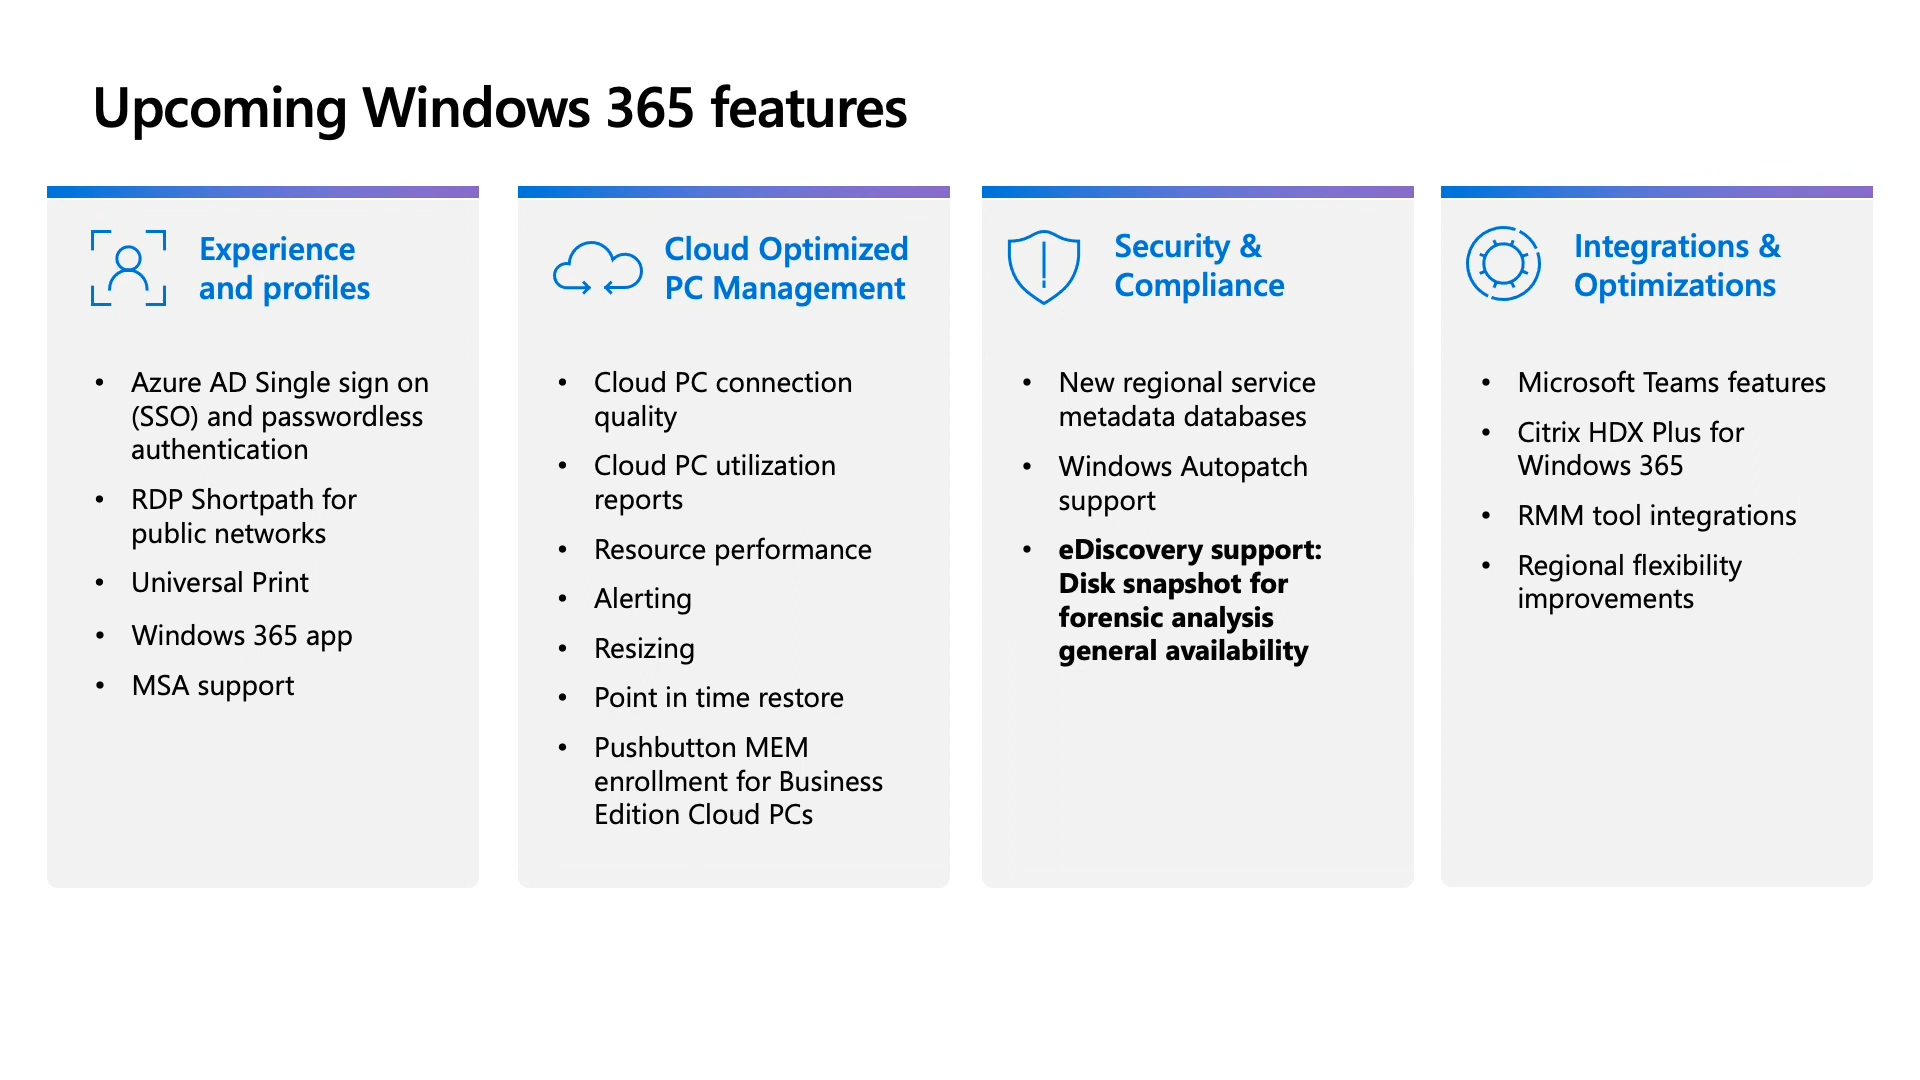 Upcoming Windows 365 features
Experience
and profiles
• Azure AD Single sign on
(SSO) and passwordless
authentication
• RDP Shortpath for
public networks
• Universal Print
• Windows 365 app
• MSA support
Cloud Optimized
PC Management
• Cloud PC connection
quality
• Cloud PC utilization
reports
• Resource performance
• Alerting
• Resizing
• Point in time restore
• Pushbutton MEM
enrollment for Business
Edition Cloud PCs
Security &
Compliance
• New regional service
metadata databases
• Windows Autopatch
support
• eDiscovery support:
Disk snapshot for
forensic analysis
general availability
Integrations &
Optimizations
• Microsoft Teams features
• Citrix HDX Plus for
Windows 365
• RMM tool integrations
• Regional flexibility
improvements